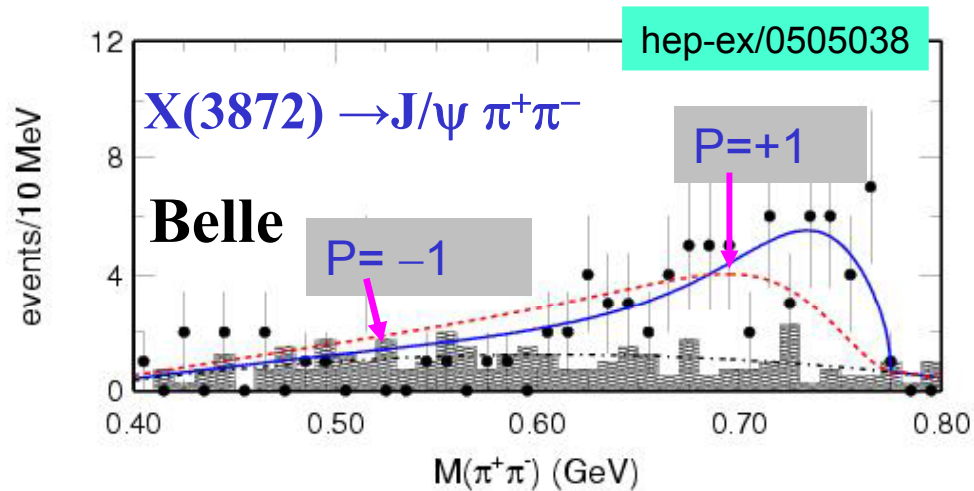 12
hep-ex/0505038
X(3872) →J/ψ π⁺π⁻
P=+1
8
Belle
P= −1
4
0
0.40 0.50 0.60 0.70 0.80
M(π⁺π⁻) (GeV)
events/10 MeV